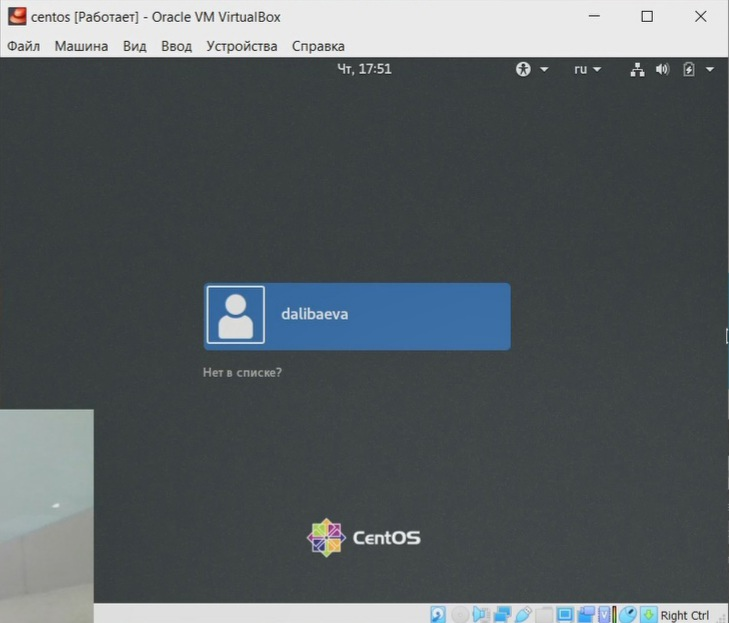 centos [Работает] - Oracle VM VirtualBox
Файл Машина Вид Ввод Устройства Справка
Чт, 17:51 ru
dalibaeva
Нет в списке?
CentOS
Right Ctrl